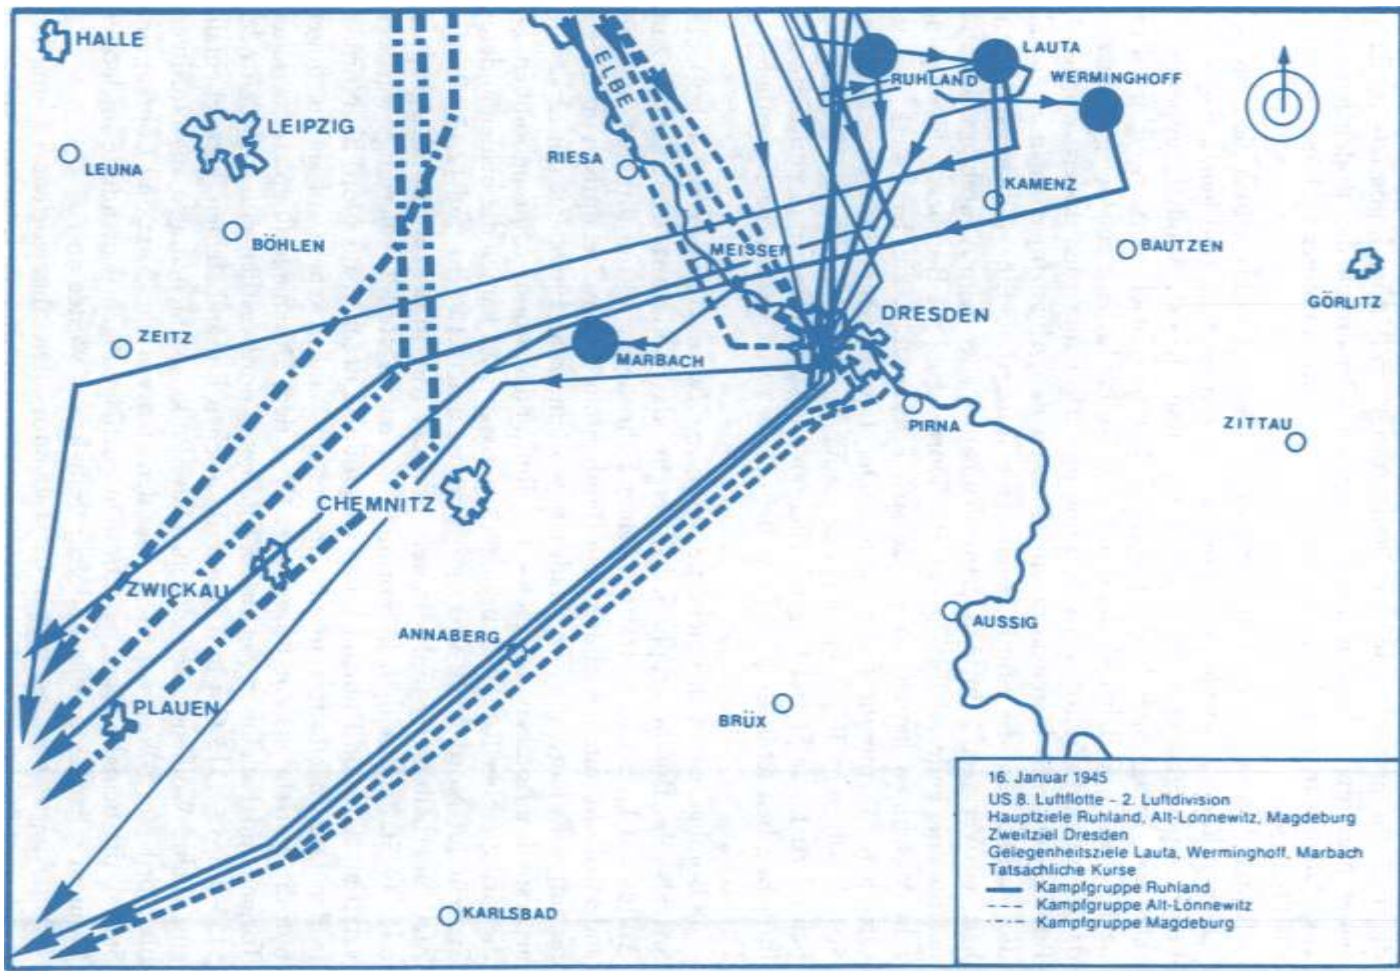 HALLE
LEIPZIG
LEUNA
BÖHLEN
ZEITZ
ELBE
RIESA
MEISSEN
RUHLAND
LAUTA
WERMINGHOFF
KAMENZ
BAUTZEN
GÖRLITZ
DRESDEN
MARBACH
PIRNA
ZITTAU
CHEMNITZ
ZWICKAU
ANNABERG
AUSSIG
PLAUEN
BRÜX
KARLSBAD
16. Januar 1945
US 8. Luftflotte - 2. Luftdivision
Hauptziele Ruhland, Alt-Lönnewitz, Magdeburg
Zweitziel Dresden
Gelegenheitsziele Lauta, Werminghoff, Marbach
Tatsächliche Kurse
Kampfgruppe Ruhland
Kampfgruppe Alt-Lönnewitz
Kampfgruppe Magdeburg